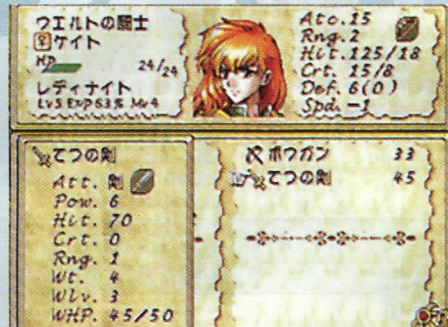 ウエルトの闘士
ケイト
HP 24/24
レディナイト
LV5 EXP63% Mv4
Atc.15
Rng.2
Hit.125/18
Crt.15/8
Def.6(0)
Spd.-1
てつの剣
Att. 剣
Pow. 6
Hit. 70
Crt. 0
Rng. 1
Wt. 4
Wlv. 3
WHP. 45/50
ボウガン 33
てつの剣 45